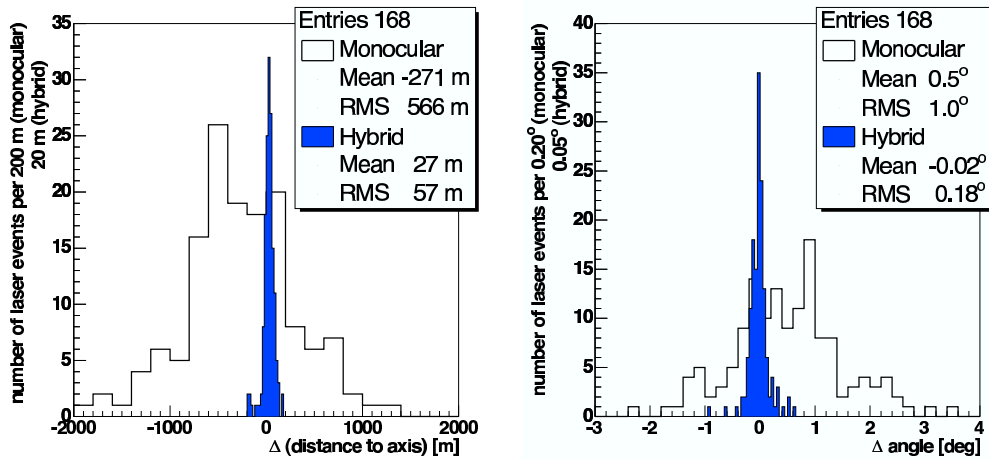 number of laser events per 200 m (monocular)
20 m (hybrid)
35
30
25
20
15
10
5
0
-2000
-1000
0
1000
2000
Δ (distance to axis) [m]
Entries 168
Monocular
Mean -271 m
RMS 566 m
Hybrid
Mean 27 m
RMS 57 m
number of laser events per 0.20° (monocular)
0.05° (hybrid)
40
35
30
25
20
15
10
5
0
-3
-2
-1
0
1
2
3
4
Δ angle [deg]
Entries 168
Monocular
Mean 0.5°
RMS 1.0°
Hybrid
Mean -0.02°
RMS 0.18°